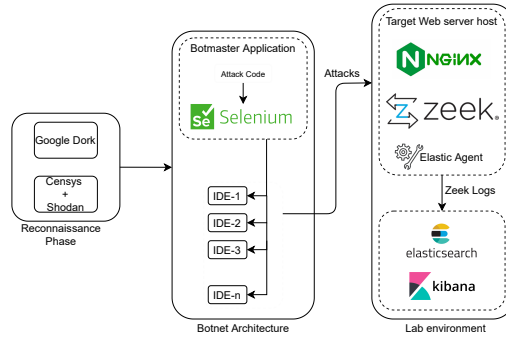 Google Dork
Censys
+
Shodan
Reconnaissance
Phase
Botmaster Application
Attack Code
Se Selenium
IDE-1
IDE-2
IDE-3
IDE-n
Botnet Architecture
Attacks
Target Web server host
N NGINX
Z zeek®
Elastic Agent
Zeek Logs
elasticsearch
kibana
Lab environment